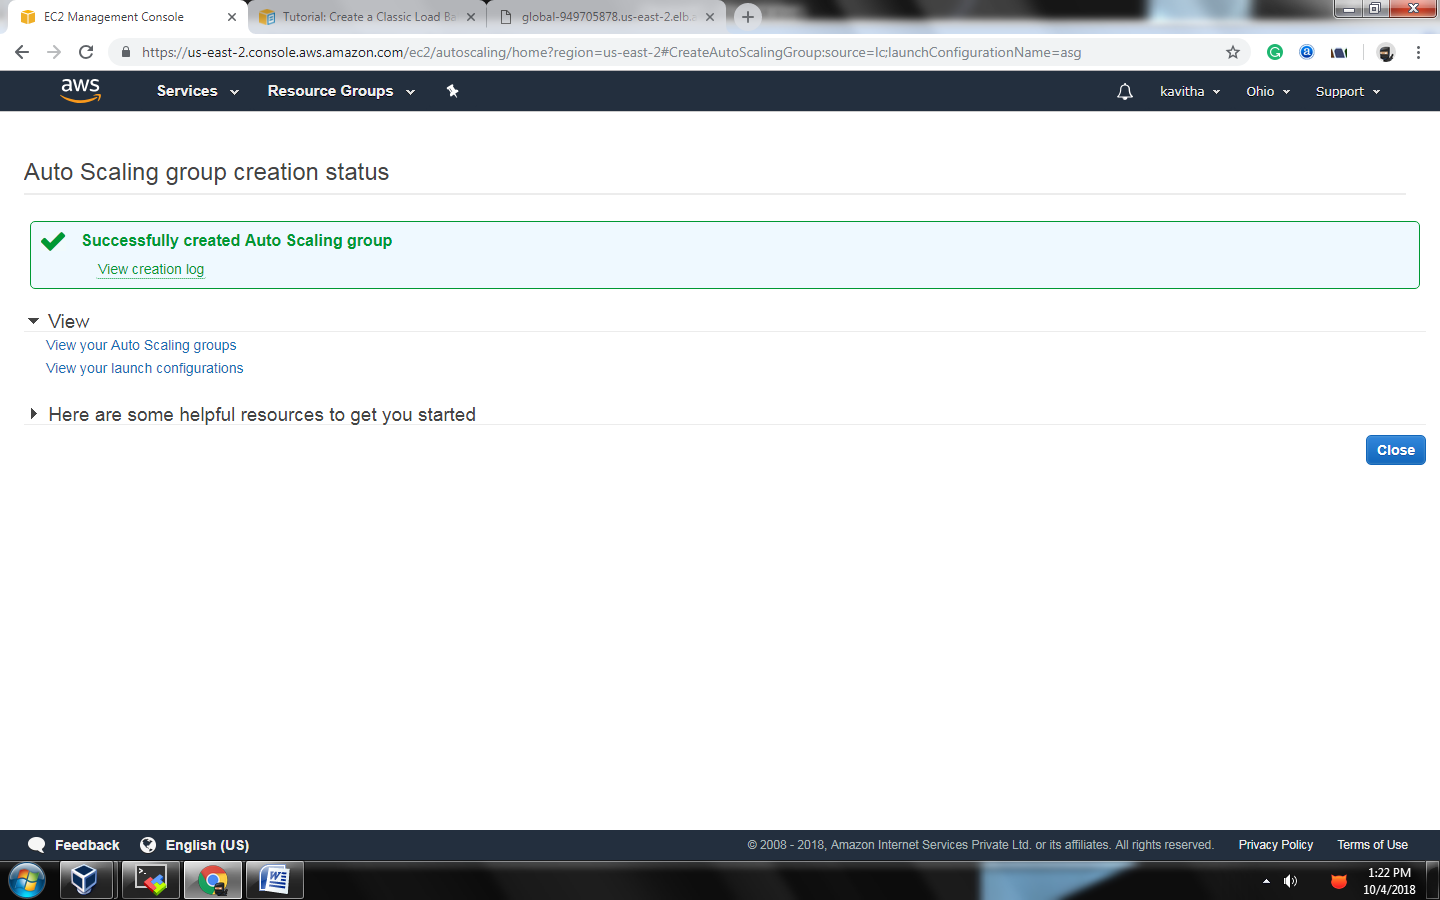 EC2 Management Console
Tutorial: Create a Classic Load Ba
global-949705878.us-east-2.elb.a
https://us-east-2.console.aws.amazon.com/ec2/autoscaling/home?region=us-east-2#CreateAutoScalingGroup:source=lc;launchConfigurationName=asg
aws
Services
Resource Groups
kavitha
Ohio
Support
Auto Scaling group creation status
Successfully created Auto Scaling group
View creation log
View
View your Auto Scaling groups
View your launch configurations
Here are some helpful resources to get you started
Close
Feedback
English (US)
© 2008 - 2018, Amazon Internet Services Private Ltd. or its affiliates. All rights reserved.
Privacy Policy
Terms of Use
1:22 PM
10/4/2018